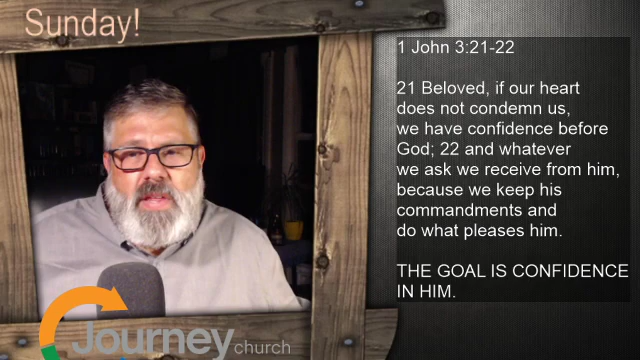 Sunday!
1 John 3:21-22
21 Beloved, if our heart
does not condemn us,
we have confidence before
God; 22 and whatever
we ask we receive from him,
because we keep his
commandments and
do what pleases him.
THE GOAL IS CONFIDENCE
IN HIM.
Journey church